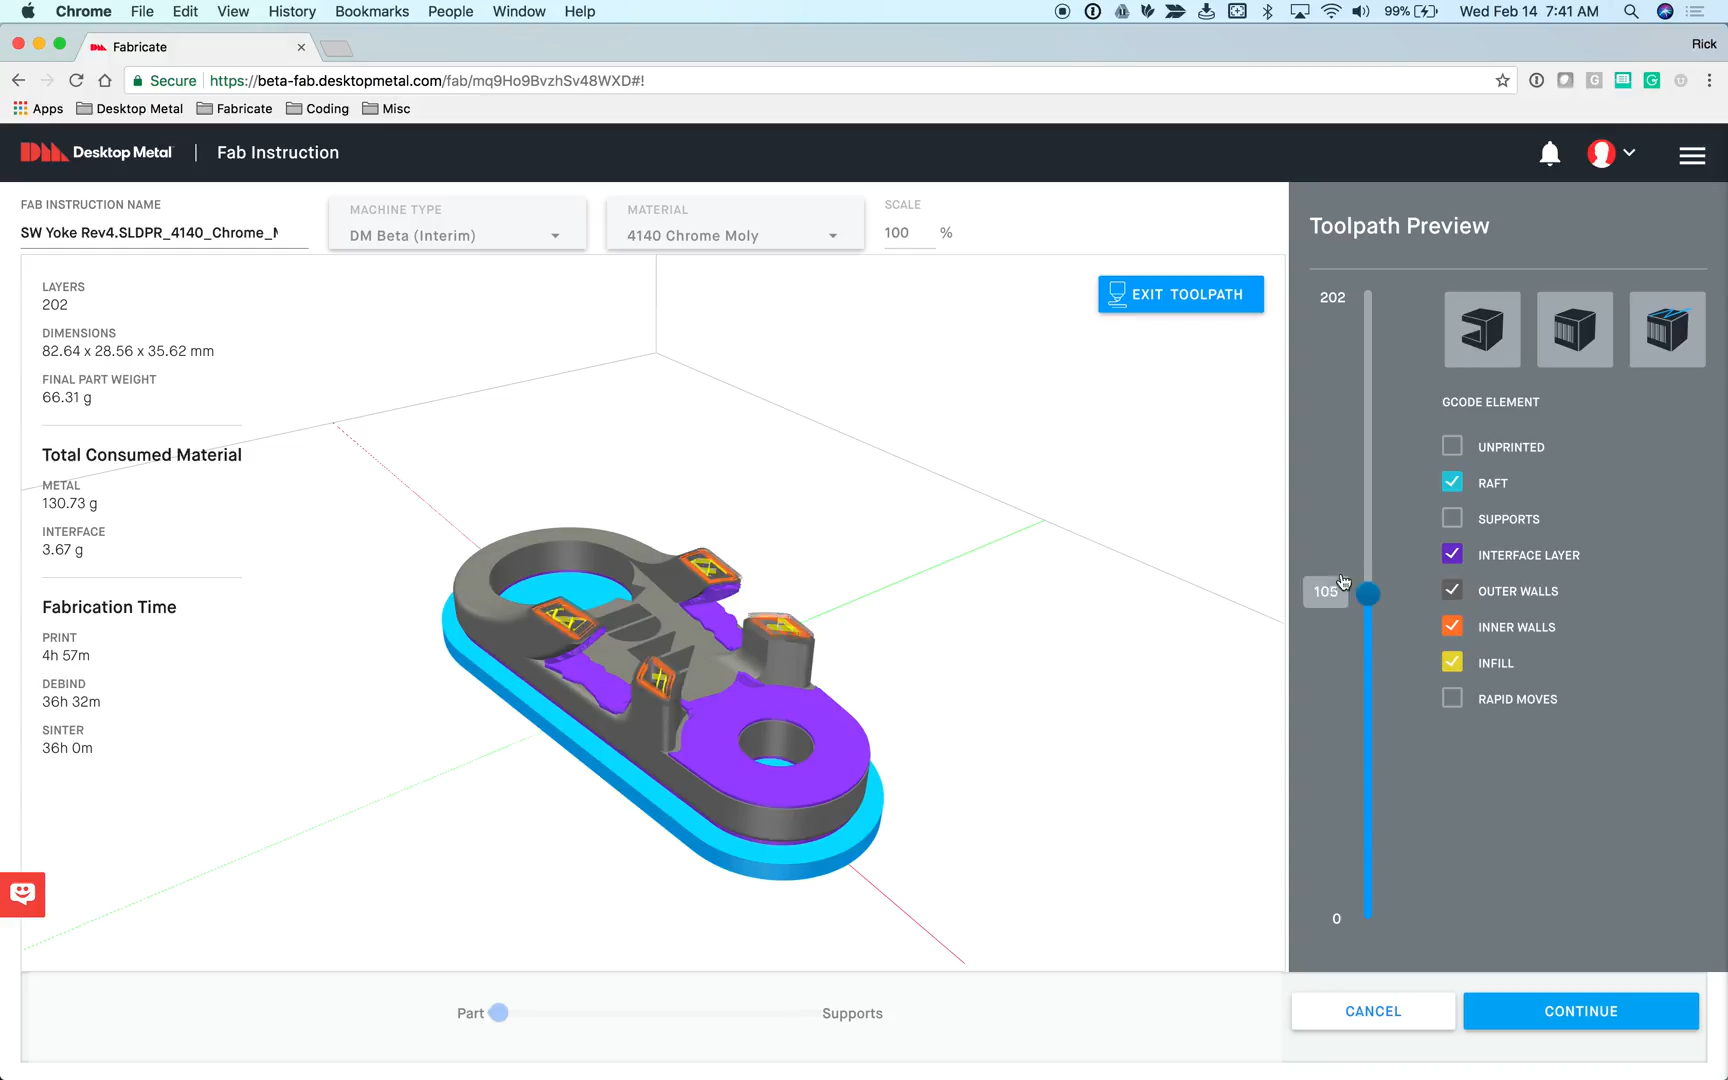 Chrome File Edit View History Bookmarks People Window Help 99% Wed Feb 14 7:41 AM
Fabricate Rick
Secure https://beta-fab.desktopmetal.com/fab/mq9Ho9BvzhSv48WXD#!
Apps Desktop Metal Fabricate Coding Misc
Desktop Metal | Fab Instruction
FAB INSTRUCTION NAME
SW Yoke Rev4.SLDPR_4140_Chrome_M
MACHINE TYPE
DM Beta (Interim)
MATERIAL
4140 Chrome Moly
SCALE
100 %
LAYERS
202
DIMENSIONS
82.64 x 28.56 x 35.62 mm
FINAL PART WEIGHT
66.31 g
Total Consumed Material
METAL
130.73 g
INTERFACE
3.67 g
Fabrication Time
PRINT
4h 57m
DEBIND
36h 32m
SINTER
36h 0m
EXIT TOOLPATH
Part Supports
Toolpath Preview
202
105
0
GCODE ELEMENT
UNPRINTED
RAFT
SUPPORTS
INTERFACE LAYER
OUTER WALLS
INNER WALLS
INFILL
RAPID MOVES
CANCEL CONTINUE